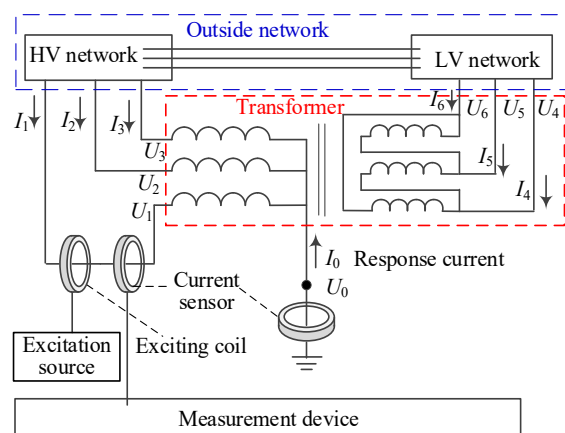 Outside network
HV network
LV network
Transformer
I1
I2
I3
I6
U6
U5
U4
U3
I5
U2
I4
U1
I0
Response current
Current
sensor
U0
Excitation
source
Exciting coil
Measurement device